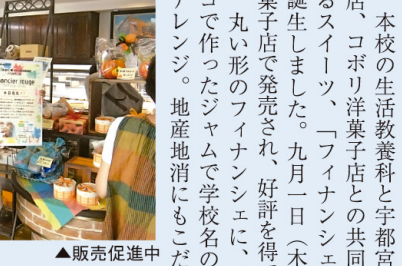 本校の生活教養科と宇都宮
店、コボリ洋菓子店との共同
るスイーツ、「フィナンシェ
誕生しました。九月一日（木
菓子店で発売され、好評を得て
丸い形のフィナンシェに、
コで作ったジャムで学校名の
アレンジ。地産地消にもこだ
▲販売促進中
ancier rouge